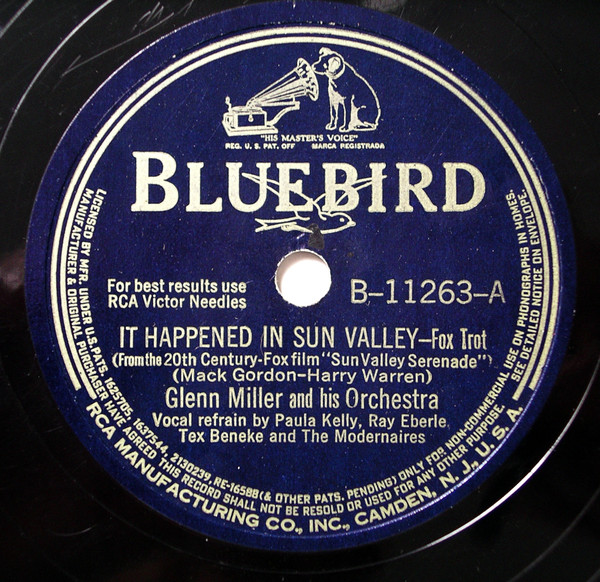 "HIS MASTER'S VOICE"
REG. U. S. PAT. OFF MARCA REGISTRADA
BLUEBIRD
For best results use
RCA Victor Needles
B-11263-A
IT HAPPENED IN SUN VALLEY—Fox Trot
(From the 20th Century-Fox film "Sun Valley Serenade")
(Mack Gordon-Harry Warren)
Glenn Miller and his Orchestra
Vocal refrain by Paula Kelly, Ray Eberle,
Tex Beneke and The Modernaires
LICENSED BY MFR. UNDER U.S. PATS. 1625705, 1637544, 2130239, RE-16588 (& OTHER PATS. PENDING) ONLY FOR NON-COMMERCIAL USE ON PHONOGRAPHS IN HOMES.
MANUFACTURER & ORIGINAL PURCHASER HAVE AGREED THIS RECORD SHALL NOT BE RESOLD OR USED FOR ANY OTHER PURPOSE. SEE DETAILED NOTICE ON ENVELOPE.
RCA MANUFACTURING CO., INC., CAMDEN, N. J., U. S. A.